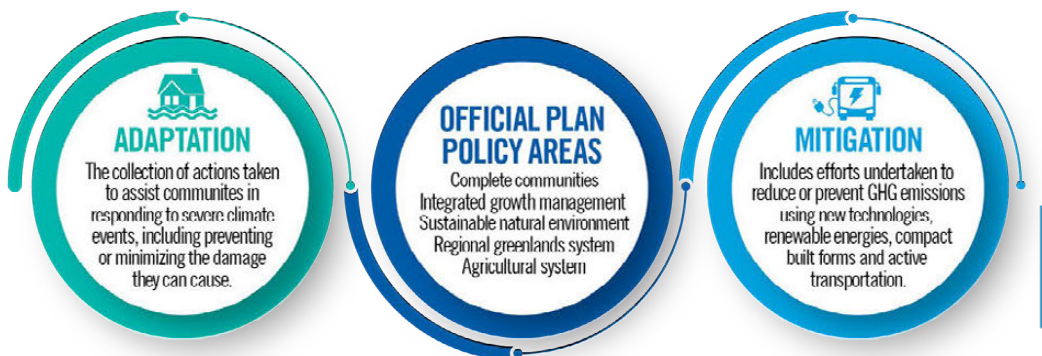 ADAPTATION
The collection of actions taken
to assist communites in
responding to severe climate
events, including preventing
or minimizing the damage
they can cause.
OFFICIAL PLAN
POLICY AREAS
Complete communities
Integrated growth management
Sustainable natural environment
Regional greenlands system
Agricultural system
MITIGATION
Includes efforts undertaken to
reduce or prevent GHG emissions
using new technologies,
renewable energies, compact
built forms and active
transportation.